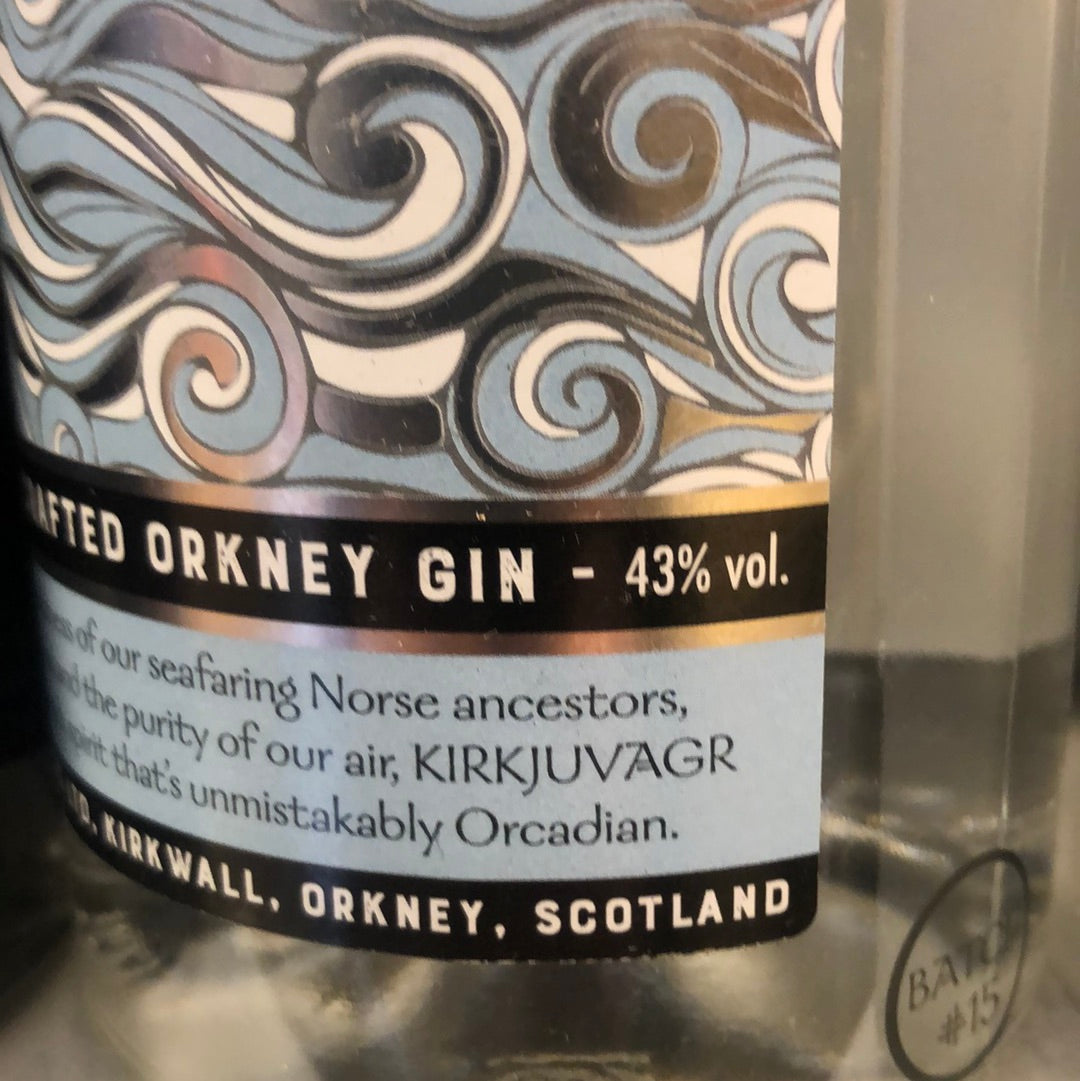 AFTED ORKNEY GIN - 43% vol.
of our seafaring Norse ancestors,
the purity of our air, KIRKJUVAGR
that's unmistakably Orcadian.
KIRKWALL, ORKNEY, SCOTLAND
BATCH
#15